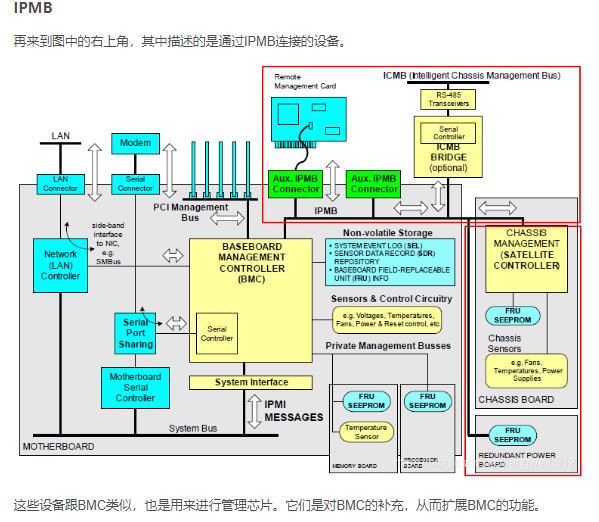 IPMB
再来到图中的右上角，其中描述的是通过IPMB连接的设备。
Remote
Management Card
ICMB (Intelligent Chassis Management Bus)
RS-485
Transceivers
Serial
Controller
ICMB
BRIDGE
(optional)
LAN
Modem
LAN
Connector
Serial
Connector
PCI Management
Bus
Aux. IPMB
Connector
Aux. IPMB
Connector
IPMB
side-band
interface
to NIC,
e.g.
SMBus
Network
(LAN)
Controller
BASEBOARD
MANAGEMENT
CONTROLLER
(BMC)
Serial
Controller
Non-volatile Storage
• SYSTEM EVENT LOG (SEL)
• SENSOR DATA RECORD (SDR)
REPOSITORY
• BASEBOARD FIELD-REPLACEABLE
UNIT (FRU) INFO
CHASSIS
MANAGEMENT
(SATELLITE
CONTROLLER)
Sensors & Control Circuitry
e.g. Voltages, Temperatures,
Fans, Power & Reset control, etc.
FRU
SEEPROM
Chassis
Sensors
e.g. Fans,
Temperatures, Power
Supplies
CHASSIS BOARD
Serial
Port
Sharing
Private Management Busses
Motherboard
Serial
Controller
System Interface
IPMI
MESSAGES
System Bus
MOTHERBOARD
FRU
SEEPROM
Temperature
Sensor
MEMORY BOARD
FRU
SEEPROM
PROCESSOR
BOARD
FRU
SEEPROM
REDUNDANT POWER
BOARD
这些设备跟BMC类似，也是用来进行管理芯片。它们是对BMC的补充，从而扩展BMC的功能。